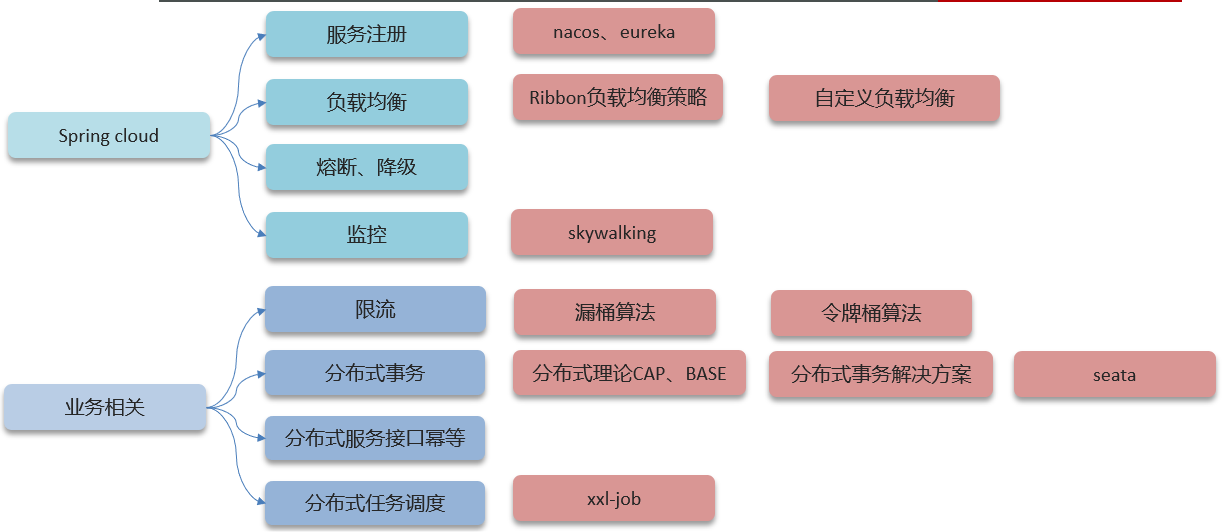 服务注册
nacos、eureka
负载均衡
Ribbon负载均衡策略
自定义负载均衡
Spring cloud
熔断、降级
监控
skywalking
限流
漏桶算法
令牌桶算法
分布式事务
分布式理论CAP、BASE
分布式事务解决方案
seata
业务相关
分布式服务接口幂等
分布式任务调度
xxl-job